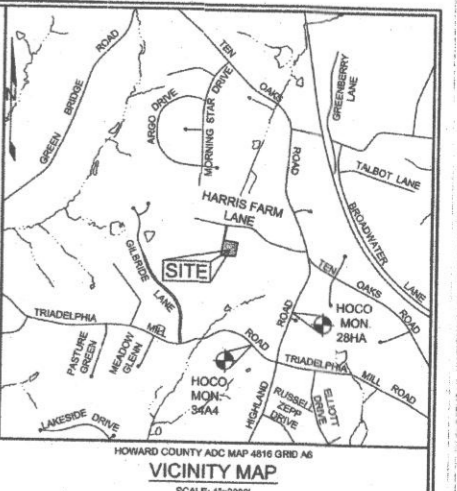 GREEN BRIDGE ROAD
TEN OAKS ROAD
ARGO DRIVE
MORNING STAR DRIVE
GREENBERRY LANE
TALBOT LANE
BROADWATER LANE
HARRIS FARM
LANE
SITE
GILBRIDE LANE
TEN OAKS ROAD
HOCO
MON.
28HA
TRIADELPHIA MILL ROAD
TRIADELPHIA MILL ROAD
PASTURE
GREEN
MEADOW
GLENN
HOCO
MON.
34A4
HIGHLAND ROAD
RUSSELL
ZEPP
DRIVE
ELLIOTT
DRIVE
LAKESIDE DRIVE
HOWARD COUNTY ADC MAP 4816 GRID A6
VICINITY MAP